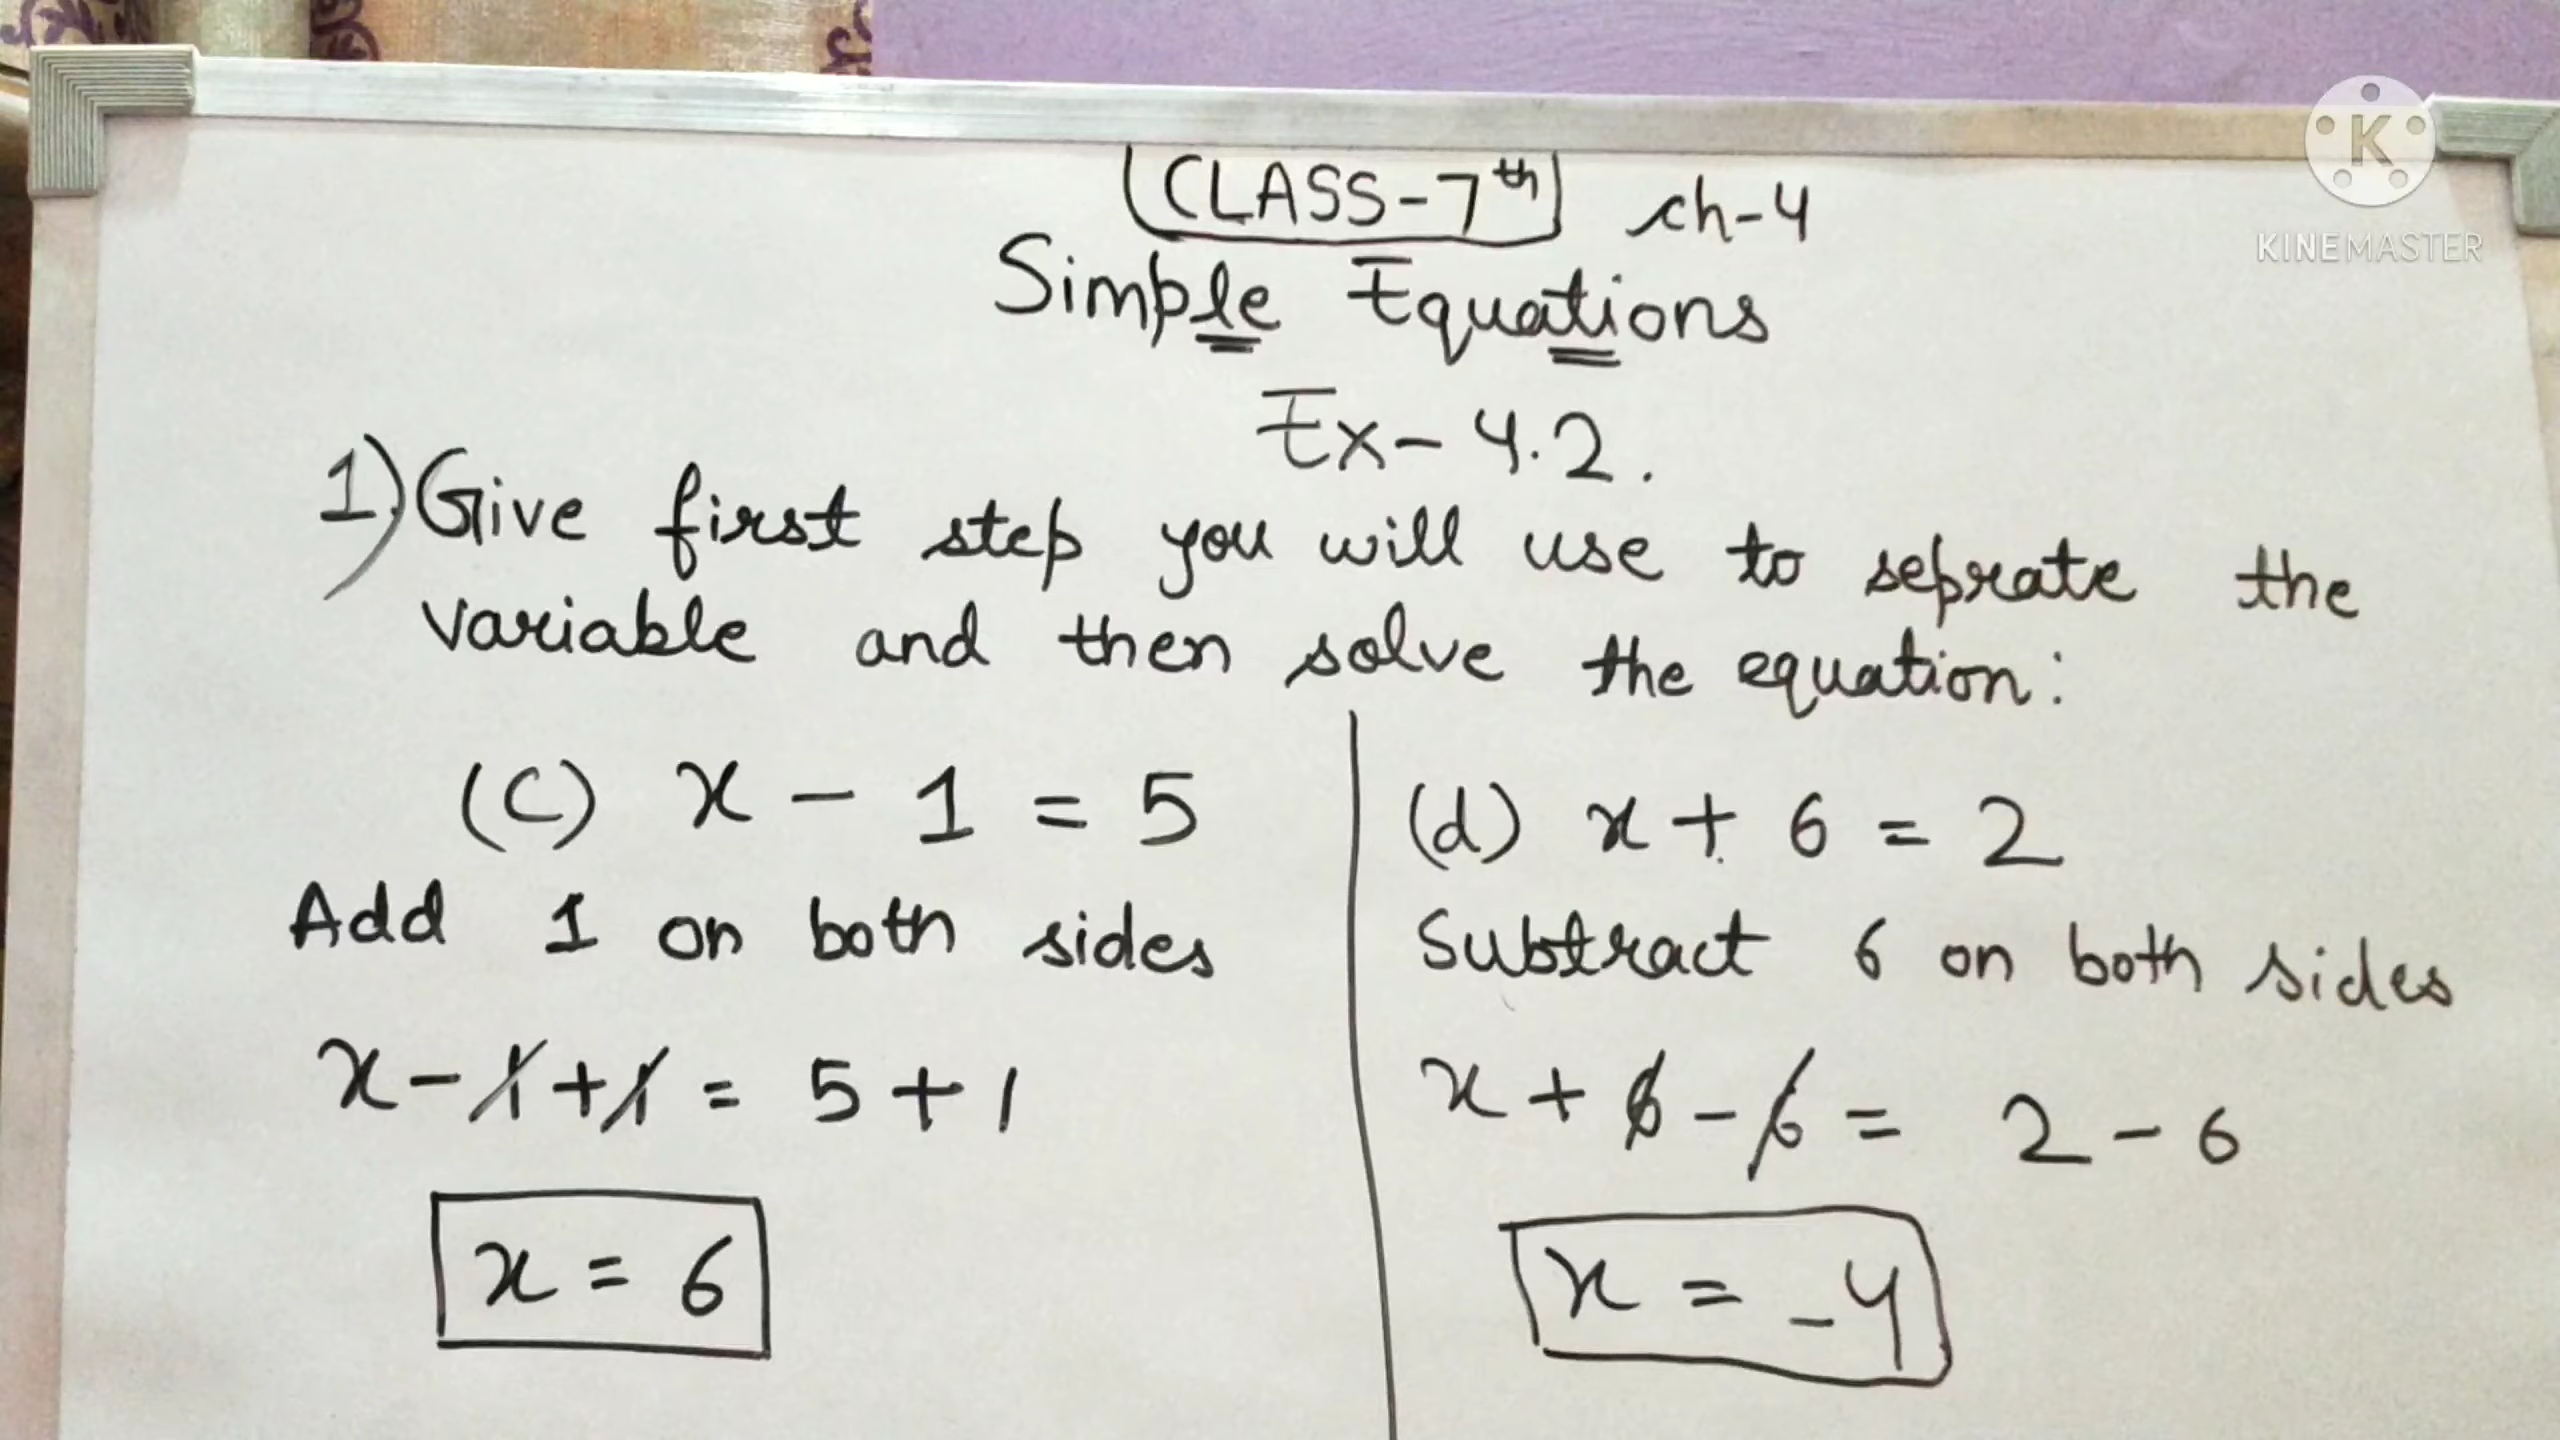 CLASS-7th ch-4
K
KINEMASTER
Simple Equations
Ex-4.2.
1) Give first step you will use to seprate the
variable and then solve the equation:
(C) x - 1 = 5
Add 1 on both sides
x - 1 + 1 = 5 + 1
x = 6
(d) x + 6 = 2
Subtract 6 on both sides
x + 6 - 6 = 2 - 6
x = -4